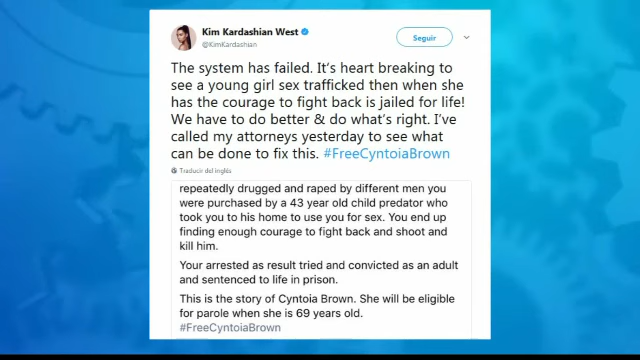 Kim Kardashian West
@KimKardashian
Seguir
The system has failed. It's heart breaking to
see a young girl sex trafficked then when she
has the courage to fight back is jailed for life!
We have to do better & do what's right. I've
called my attorneys yesterday to see what
can be done to fix this. #FreeCyntoiaBrown
Traducir del inglés
repeatedly drugged and raped by different men you
were purchased by a 43 year old child predator who
took you to his home to use you for sex. You end up
finding enough courage to fight back and shoot and
kill him.
Your arrested as result tried and convicted as an adult
and sentenced to life in prison.
This is the story of Cyntoia Brown. She will be eligible
for parole when she is 69 years old.
#FreeCyntoiaBrown